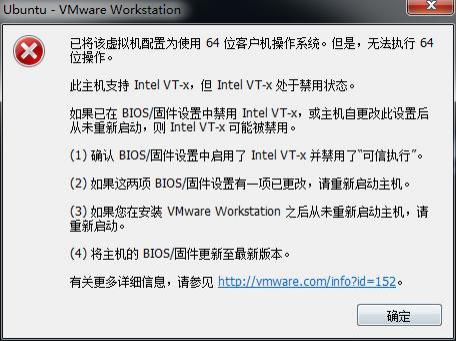 Ubuntu - VMware Workstation
已将该虚拟机配置为使用 64 位客户机操作系统。但是，无法执行 64
位操作。
此主机支持 Intel VT-x，但 Intel VT-x 处于禁用状态。
如果已在 BIOS/固件设置中禁用 Intel VT-x，或主机自更改此设置后
从未重新启动，则 Intel VT-x 可能被禁用。
(1) 确认 BIOS/固件设置中启用了 Intel VT-x 并禁用了“可信执行”。
(2) 如果这两项 BIOS/固件设置有一项已更改，请重新启动主机。
(3) 如果您在安装 VMware Workstation 之后从未重新启动主机，请
重新启动。
(4) 将主机的 BIOS/固件更新至最新版本。
有关更多详细信息，请参见 http://vmware.com/info?id=152。
确定